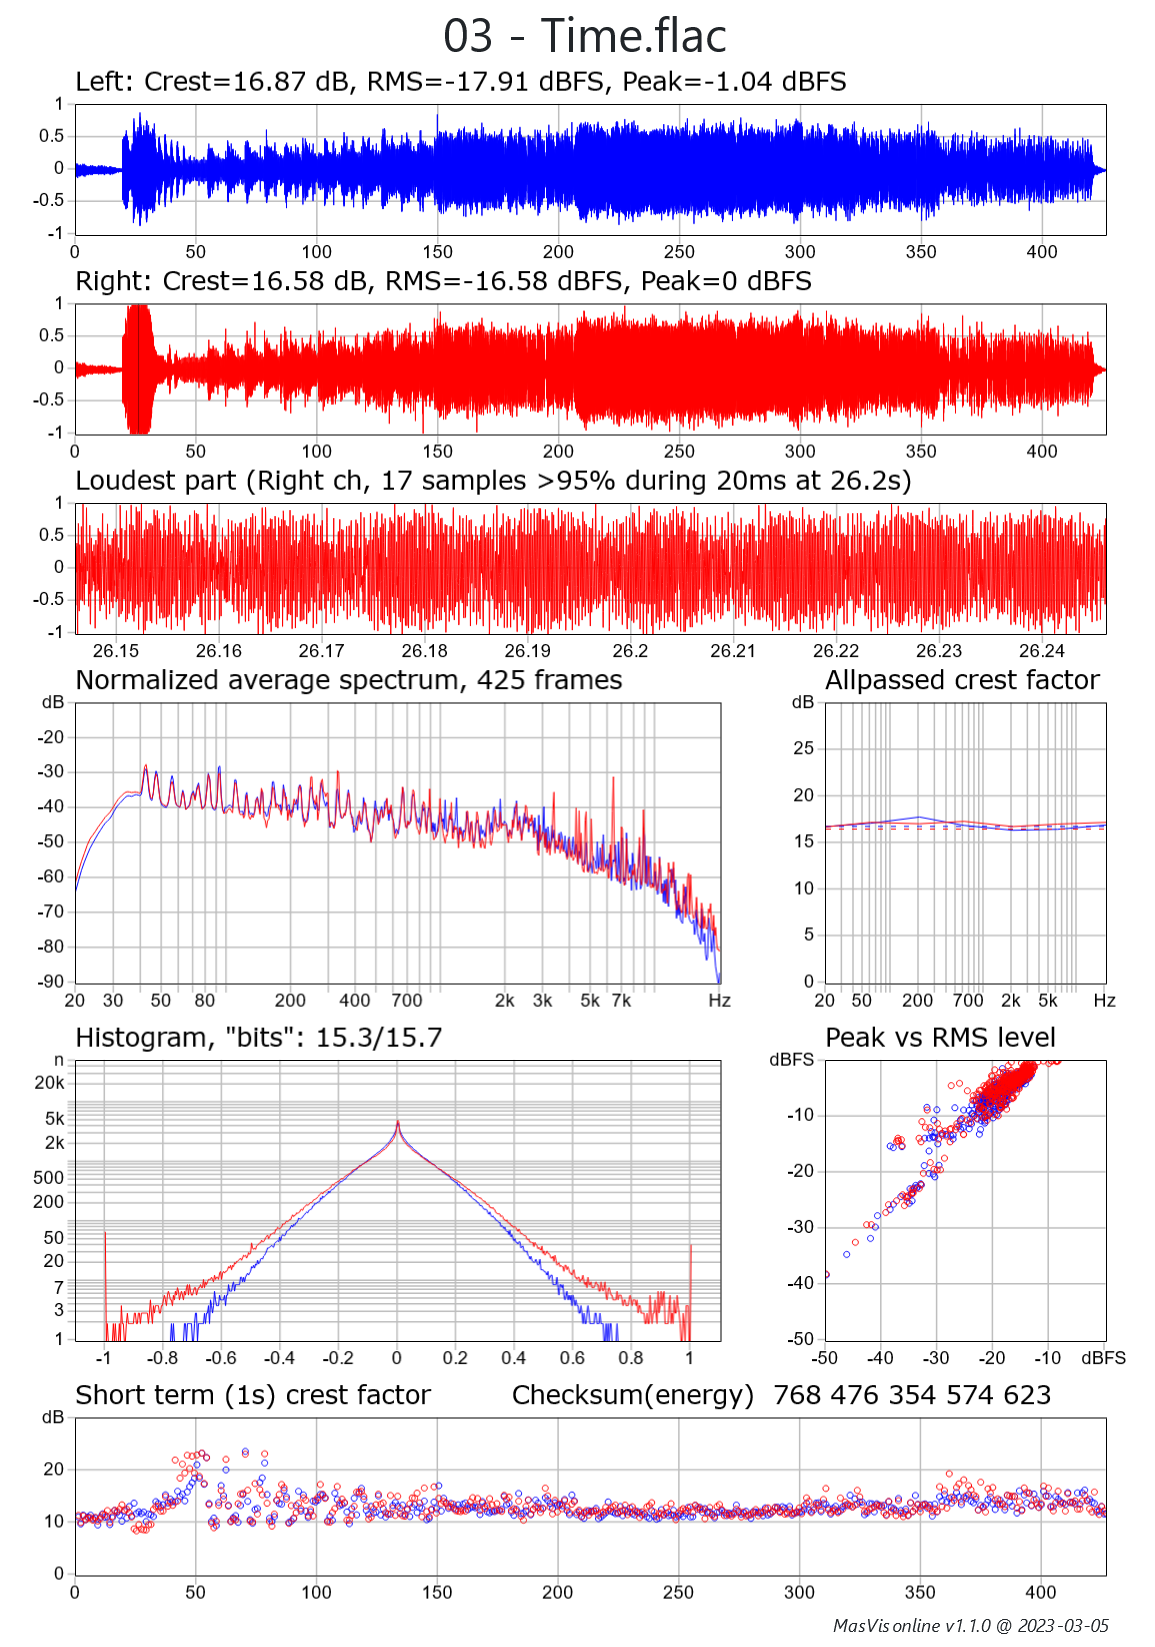 03 - Time.flac
Left: Crest=16.87 dB, RMS=-17.91 dBFS, Peak=-1.04 dBFS
1
0.5
0
-0.5
-1
0 50 100 150 200 250 300 350 400
Right: Crest=16.58 dB, RMS=-16.58 dBFS, Peak=0 dBFS
1
0.5
0
-0.5
-1
0 50 100 150 200 250 300 350 400
Loudest part (Right ch, 17 samples >95% during 20ms at 26.2s)
1
0.5
0
-0.5
-1
26.15 26.16 26.17 26.18 26.19 26.2 26.21 26.22 26.23 26.24
Normalized average spectrum, 425 frames
dB
-20
-30
-40
-50
-60
-70
-80
-90
20 30 50 80 200 400 700 2k 3k 5k 7k Hz
Allpassed crest factor
dB
25
20
15
10
5
0
20 50 200 700 2k 5k Hz
Histogram, "bits": 15.3/15.7
n
20k
5k
2k
500
200
50
20
7
3
1
-1 -0.8 -0.6 -0.4 -0.2 0 0.2 0.4 0.6 0.8 1
Peak vs RMS level
dBFS
-10
-20
-30
-40
-50
-50 -40 -30 -20 -10 dBFS
Short term (1s) crest factor
Checksum(energy) 768 476 354 574 623
dB
20
10
0
0 50 100 150 200 250 300 350 400
MasVis online v1.1.0 @ 2023-03-05